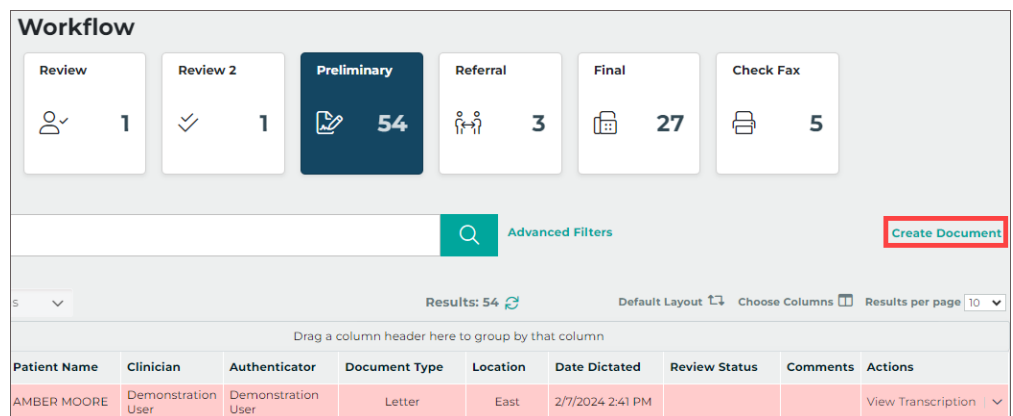 Workflow
Review Review 2 Preliminary Referral Final Check Fax
1 1 54 3 27 5
Advanced Filters Create Document
Results: 54 Default Layout Choose Columns Results per page 10
Drag a column header here to group by that column
Patient Name Clinician Authenticator Document Type Location Date Dictated Review Status Comments Actions
AMBER MOORE Demonstration User Demonstration User Letter East 2/7/2024 2:41 PM View Transcription